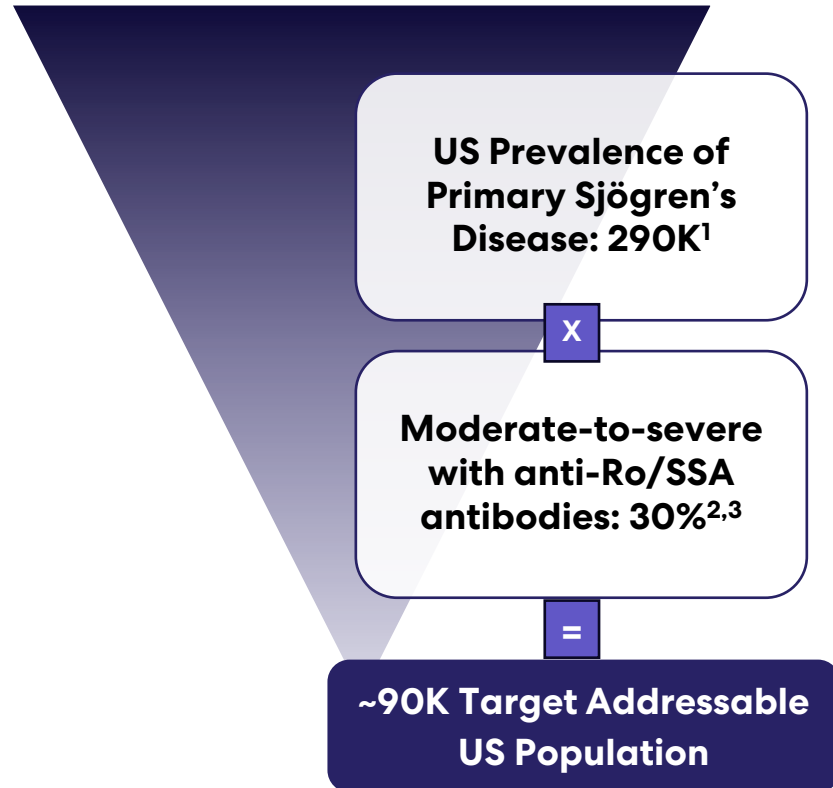 US Prevalence of
Primary Sjögren’s
Disease: 290K¹
X
Moderate-to-severe
with anti-Ro/SSA
antibodies: 30%²,³
=
~90K Target Addressable
US Population